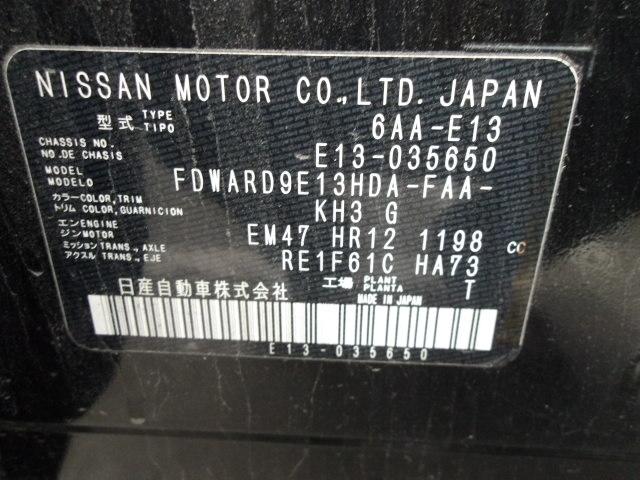 NISSAN MOTOR CO.,LTD. JAPAN
型式 TYPE TIPO 6AA-E13
CHASSIS NO. NO.DE CHASIS E13-035650
MODEL MODELO FDWARD9E13HDA-FAA-
カラー COLOR,TRIM トリム COLOR,GUARNICION KH3 G
エンジン ENGINE MOTOR EM47 HR12 1198 cc
ミッション TRANS., AXLE アクスル TRANS., EJE RE1F61C HA73
日産自動車株式会社 工場 PLANT PLANTA T
MADE IN JAPAN
E13-035650